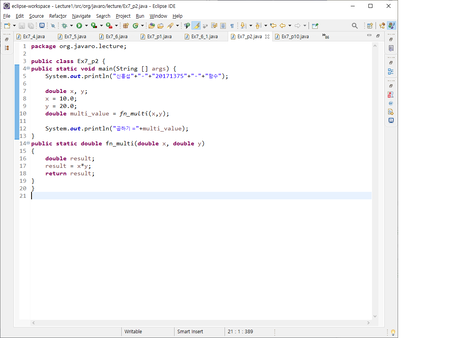 eclipse-workspace - Lecture1/src/org/javaro/lecture/Ex7_p2.java - Eclipse IDE
File Edit Source Refactor Navigate Search Project Run Window Help
Ex7_4.java Ex7_5.java Ex7_6.java Ex7_p1.java Ex7_6_1.java Ex7_p2.java Ex7_p10.java
1 package org.javaro.lecture;
2
3 public class Ex7_p2 {
4 public static void main(String [] args) {
5 System.out.println("신홍섭"+"-"+"20171375"+"-"+"함수");
6
7 double x, y;
8 x = 10.0;
9 y = 20.0;
10 double multi_value = fn_multi(x,y);
11
12 System.out.println("곱하기 ="+multi_value);
13 }
14 public static double fn_multi(double x, double y)
15 {
16 double result;
17 result = x*y;
18 return result;
19 }
20 }
21
Writable Smart Insert 21 : 1 : 389